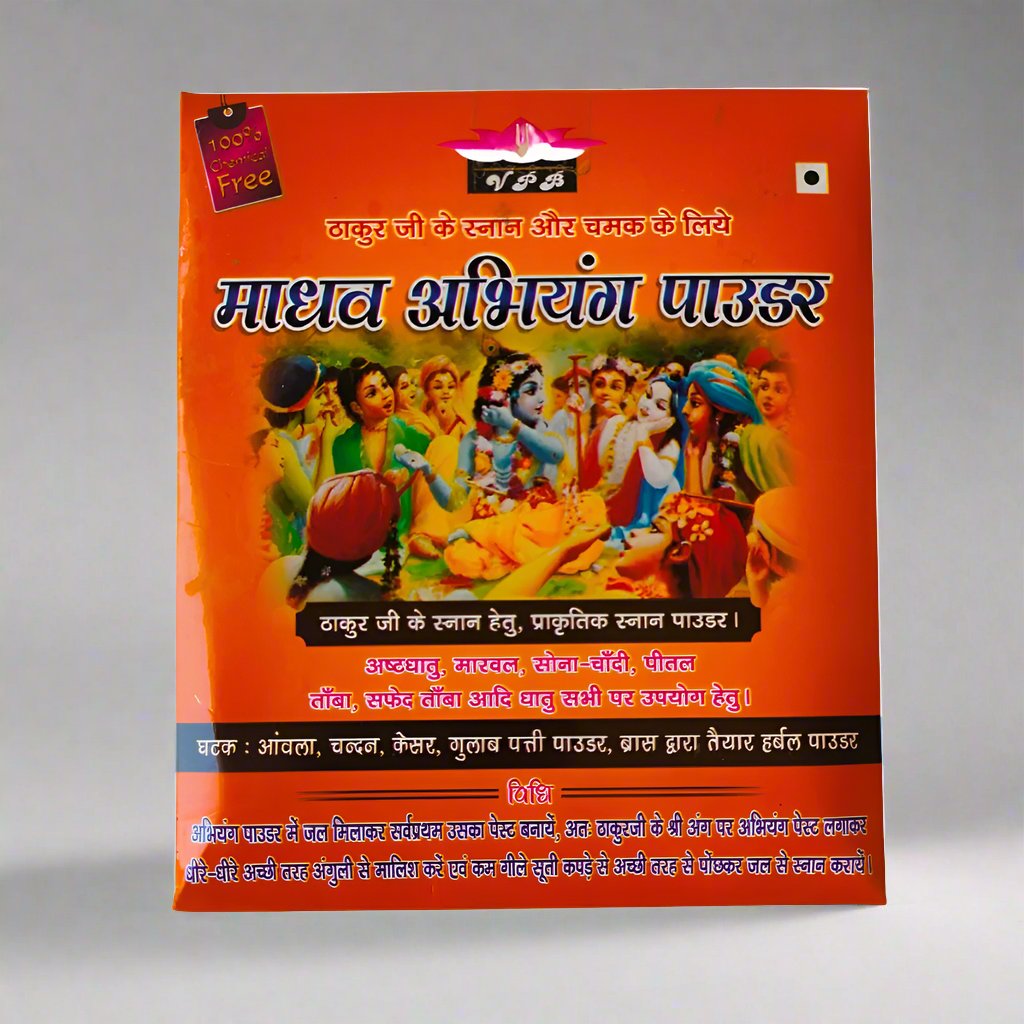 100%
Chemical
Free
VPB
ठाकुर जी के स्नान और चमक के लिये
माधव अभियंग पाउडर
ठाकुर जी के स्नान हेतु, प्राकृतिक स्नान पाउडर।
अष्टधातु, मारवल, सोना-चाँदी, पीतल
ताँबा, सफेद ताँबा आदि धातु सभी पर उपयोग हेतु।
घटक : आंवला, चन्दन, केसर, गुलाब पत्ती पाउडर, ब्रास द्वारा तैयार हर्बल पाउडर
विधि
अभियंग पाउडर में जल मिलाकर सर्वप्रथम उसका पेस्ट बनायें, अतः ठाकुरजी के श्री अंग पर अभियंग पेस्ट लगाकर
धीरे-धीरे अच्छी तरह अंगुली से मालिश करें एवं कम गीले सूती कपड़े से अच्छी तरह से पोंछकर जल से स्नान करायें।